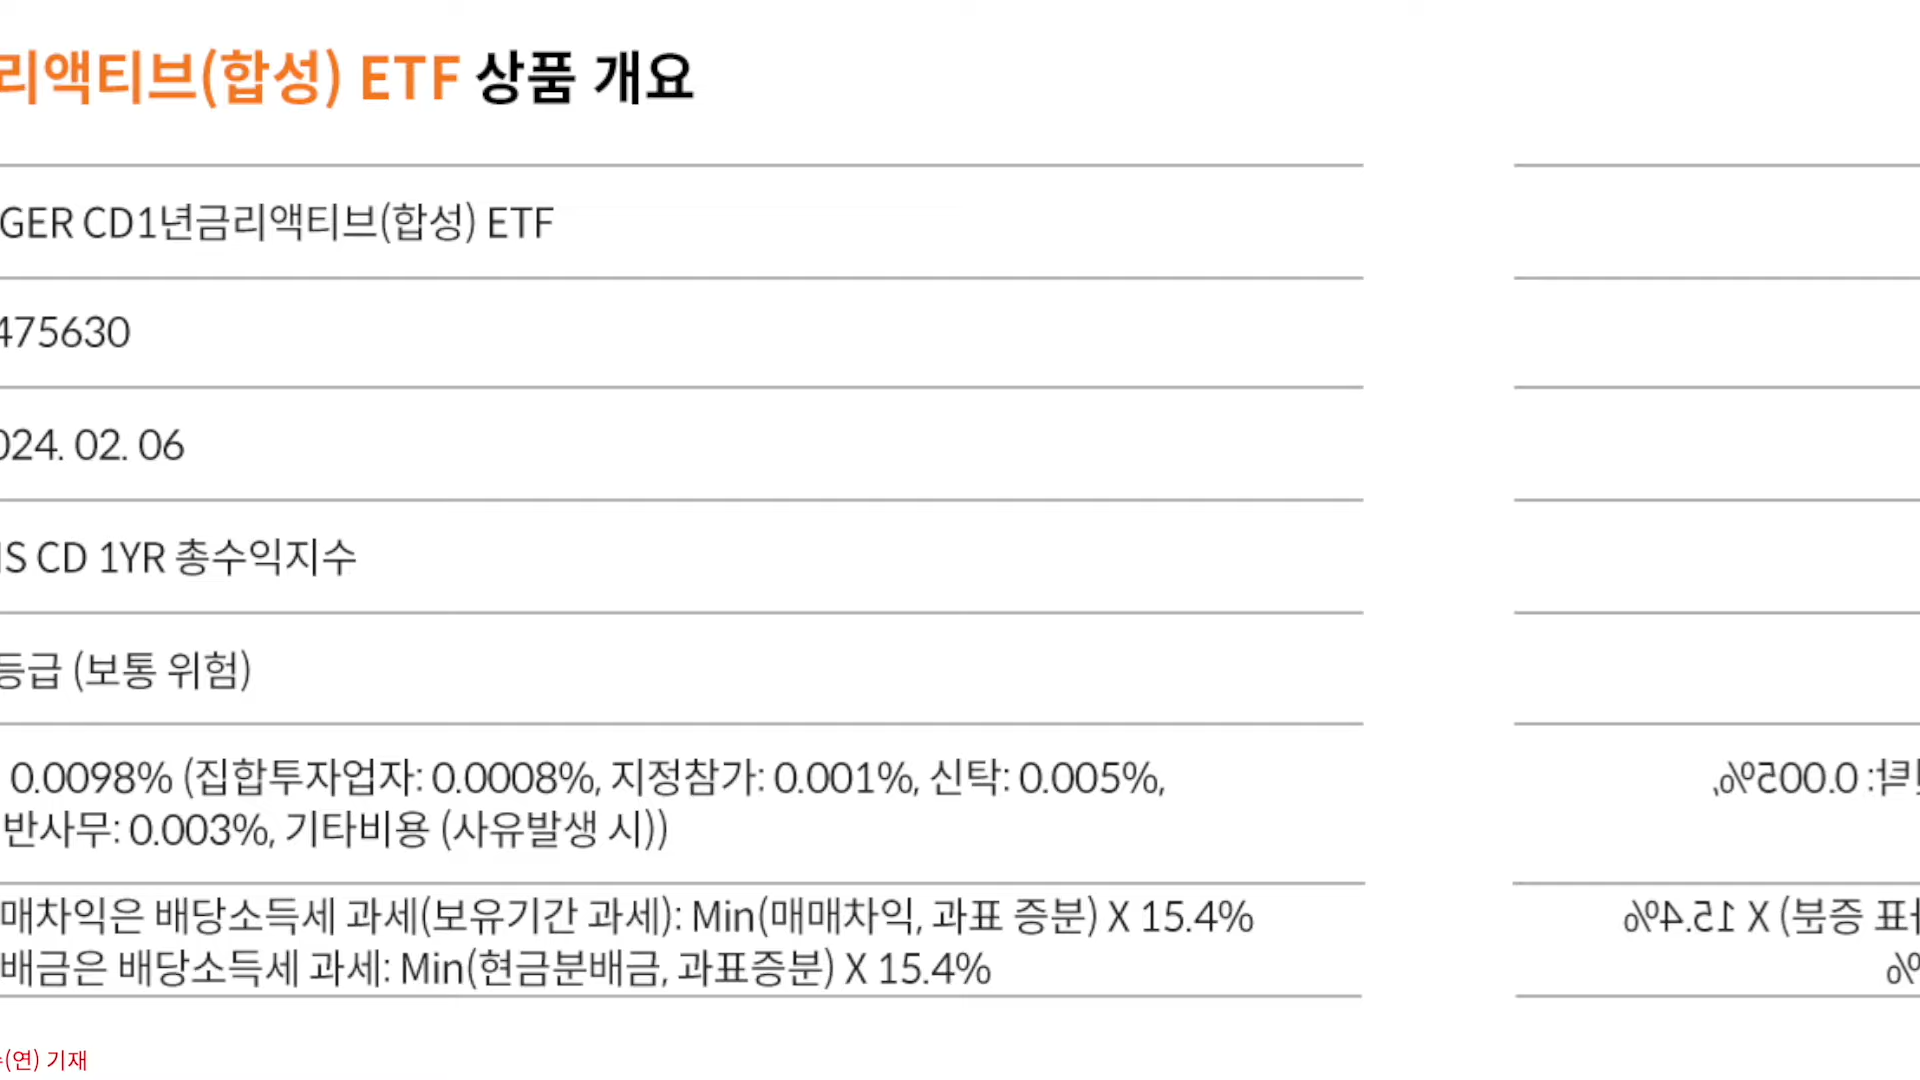 리액티브(합성) ETF 상품 개요
GER CD1년금리액티브(합성) ETF
475630
024. 02. 06
IS CD 1YR 총수익지수
등급 (보통 위험)
0.0098% (집합투자업자: 0.0008%, 지정참가: 0.001%, 신탁: 0.005%,
반사무: 0.003%, 기타비용 (사유발생 시))
매차익은 배당소득세 과세(보유기간 과세): Min(매매차익, 과표 증분) X 15.4%
배금은 배당소득세 과세: Min(현금분배금, 과표증분) X 15.4%
(연) 기재